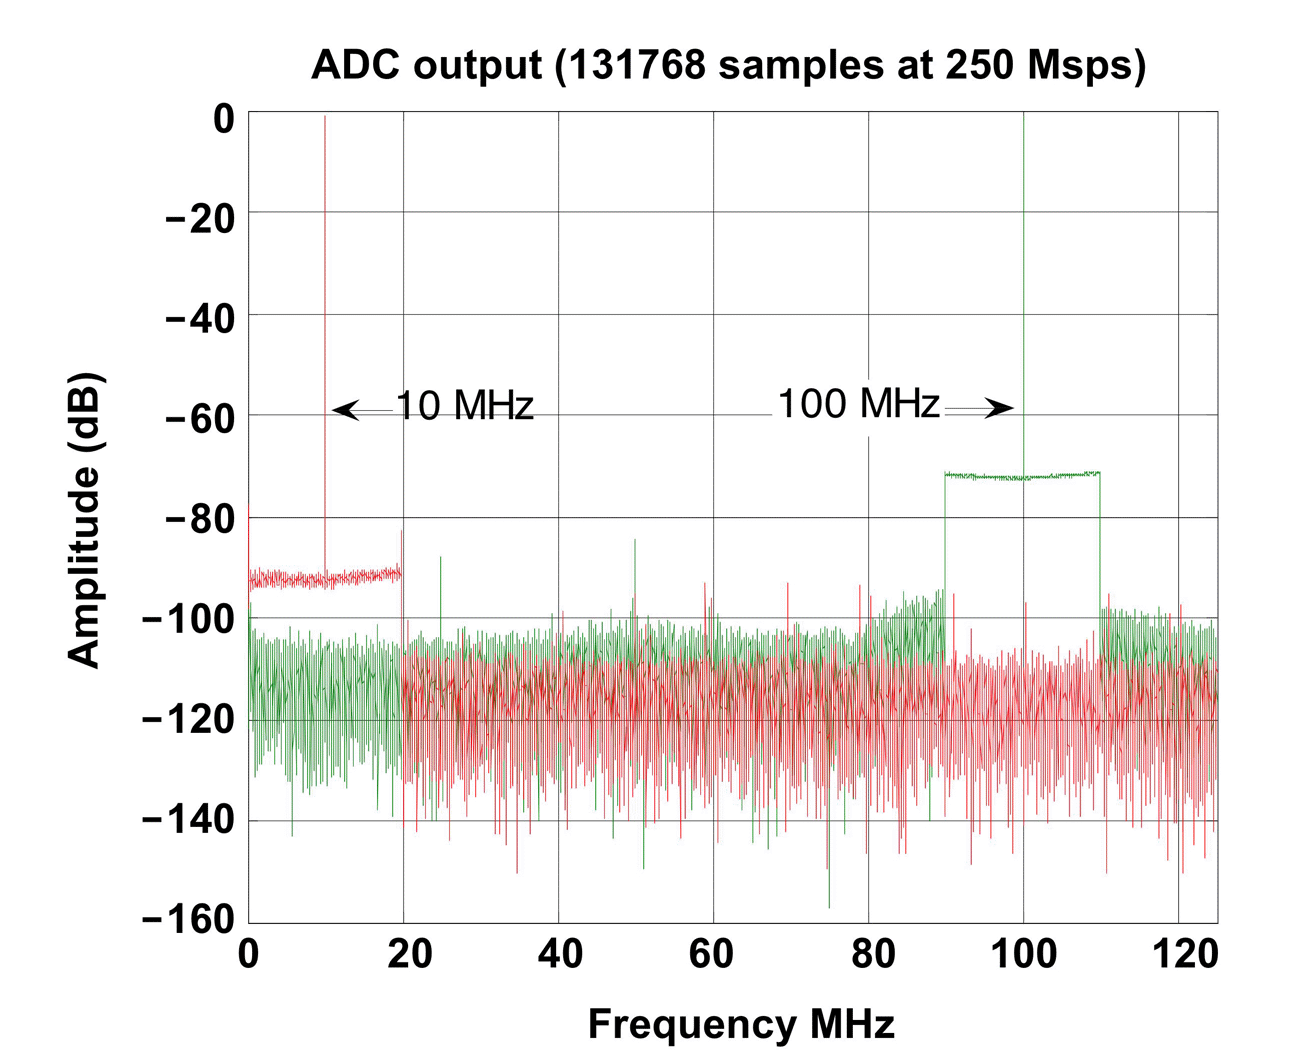 ADC output (131768 samples at 250 Msps)
0
−20
−40
−60
−80
−100
−120
−140
−160
Amplitude (dB)
10 MHz
100 MHz
0 20 40 60 80 100 120
Frequency MHz